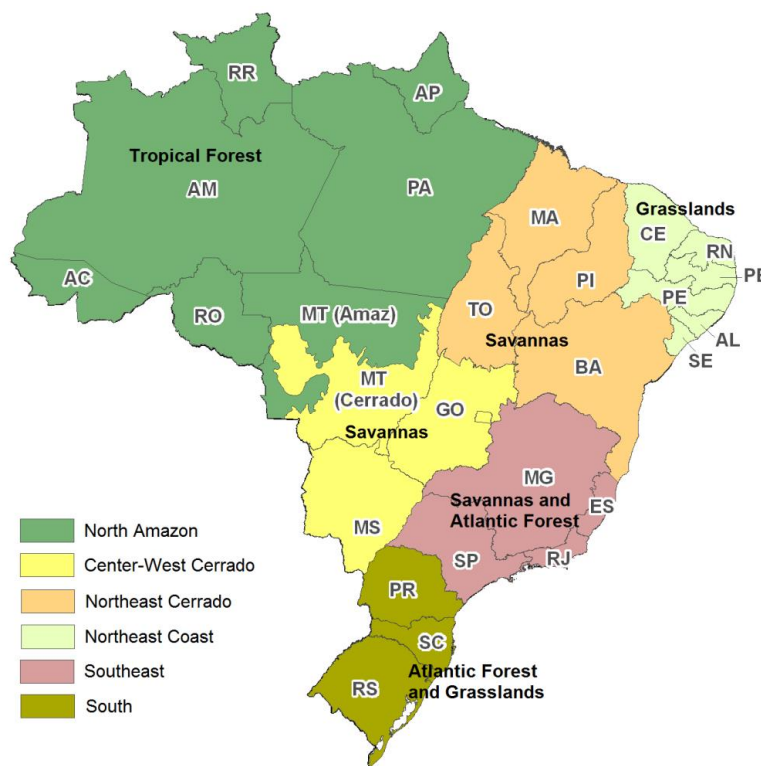 RR
AP
Tropical Forest
AM
PA
MA
Grasslands
CE
RN
PE
AC
RO
MT (Amaz)
TO
PI
PE
AL
SE
Savannas
BA
MT
(Cerrado)
GO
Savannas
MG
ES
Savannas and
Atlantic Forest
MS
SP
RJ
PR
SC
RS
Atlantic Forest
and Grasslands
North Amazon
Center-West Cerrado
Northeast Cerrado
Northeast Coast
Southeast
South